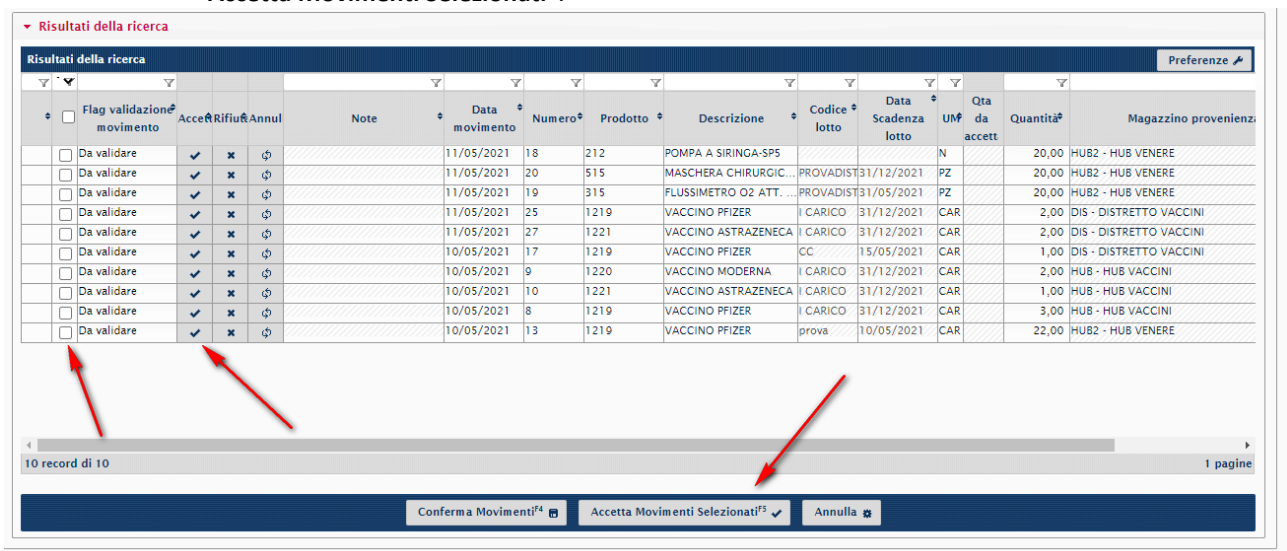 Accetta Movimenti Selezionati
Risultati della ricerca
Risultati della ricerca Preferenze
Flag validazione movimento Accett Rifiut Annul Note Data movimento Numero Prodotto Descrizione Codice lotto Data Scadenza lotto UM Qta da accett Quantità Magazzino provenienza
Da validare 11/05/2021 18 212 POMPA A SIRINGA-SP5 N 20,00 HUB2 - HUB VENERE
Da validare 11/05/2021 20 515 MASCHERA CHIRURGIC... PROVADIST 31/12/2021 PZ 20,00 HUB2 - HUB VENERE
Da validare 11/05/2021 19 315 FLUSSIMETRO O2 ATT. ... PROVADIST 31/05/2021 PZ 20,00 HUB2 - HUB VENERE
Da validare 11/05/2021 25 1219 VACCINO PFIZER I CARICO 31/12/2021 CAR 2,00 DIS - DISTRETTO VACCINI
Da validare 11/05/2021 27 1221 VACCINO ASTRAZENECA I CARICO 31/12/2021 CAR 2,00 DIS - DISTRETTO VACCINI
Da validare 10/05/2021 17 1219 VACCINO PFIZER CC 15/05/2021 CAR 1,00 DIS - DISTRETTO VACCINI
Da validare 10/05/2021 9 1220 VACCINO MODERNA I CARICO 31/12/2021 CAR 2,00 HUB - HUB VACCINI
Da validare 10/05/2021 10 1221 VACCINO ASTRAZENECA I CARICO 31/12/2021 CAR 1,00 HUB - HUB VACCINI
Da validare 10/05/2021 8 1219 VACCINO PFIZER I CARICO 31/12/2021 CAR 3,00 HUB - HUB VACCINI
Da validare 10/05/2021 13 1219 VACCINO PFIZER prova 10/05/2021 CAR 22,00 HUB2 - HUB VENERE
10 record di 10 1 pagine
Conferma Movimenti F4 Accetta Movimenti Selezionati F5 Annulla